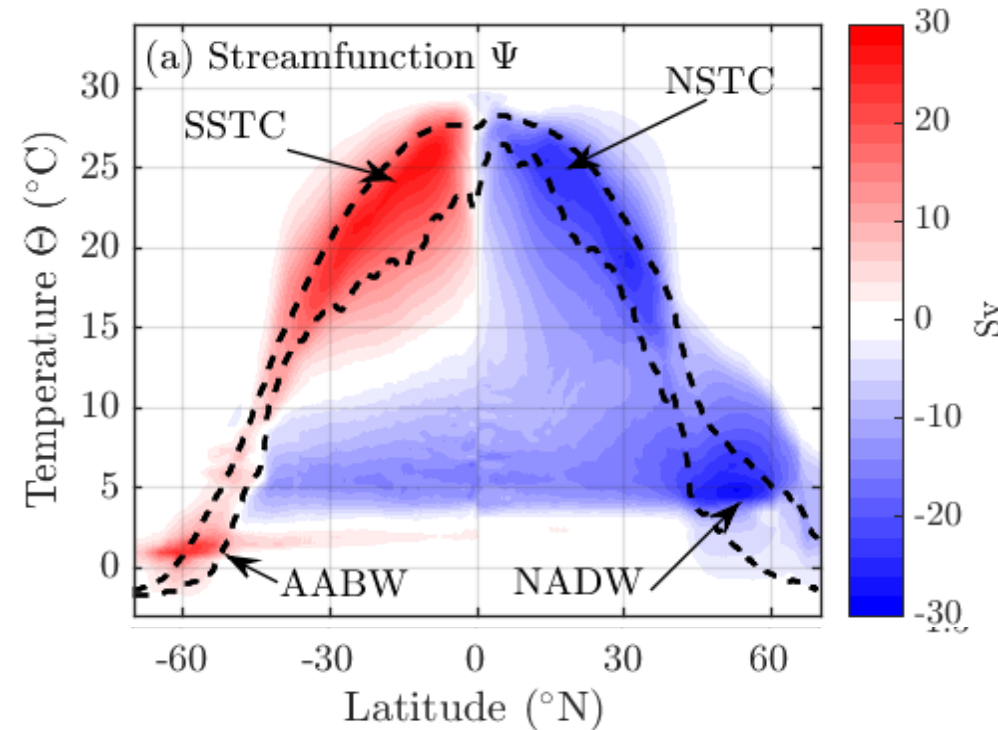 (a) Streamfunction Ψ
SSTC
NSTC
AABW
NADW
Temperature Θ (°C)
30
25
20
15
10
5
0
-60
-30
0
30
60
Latitude (°N)
30
20
10
0
-10
-20
-30
Sv